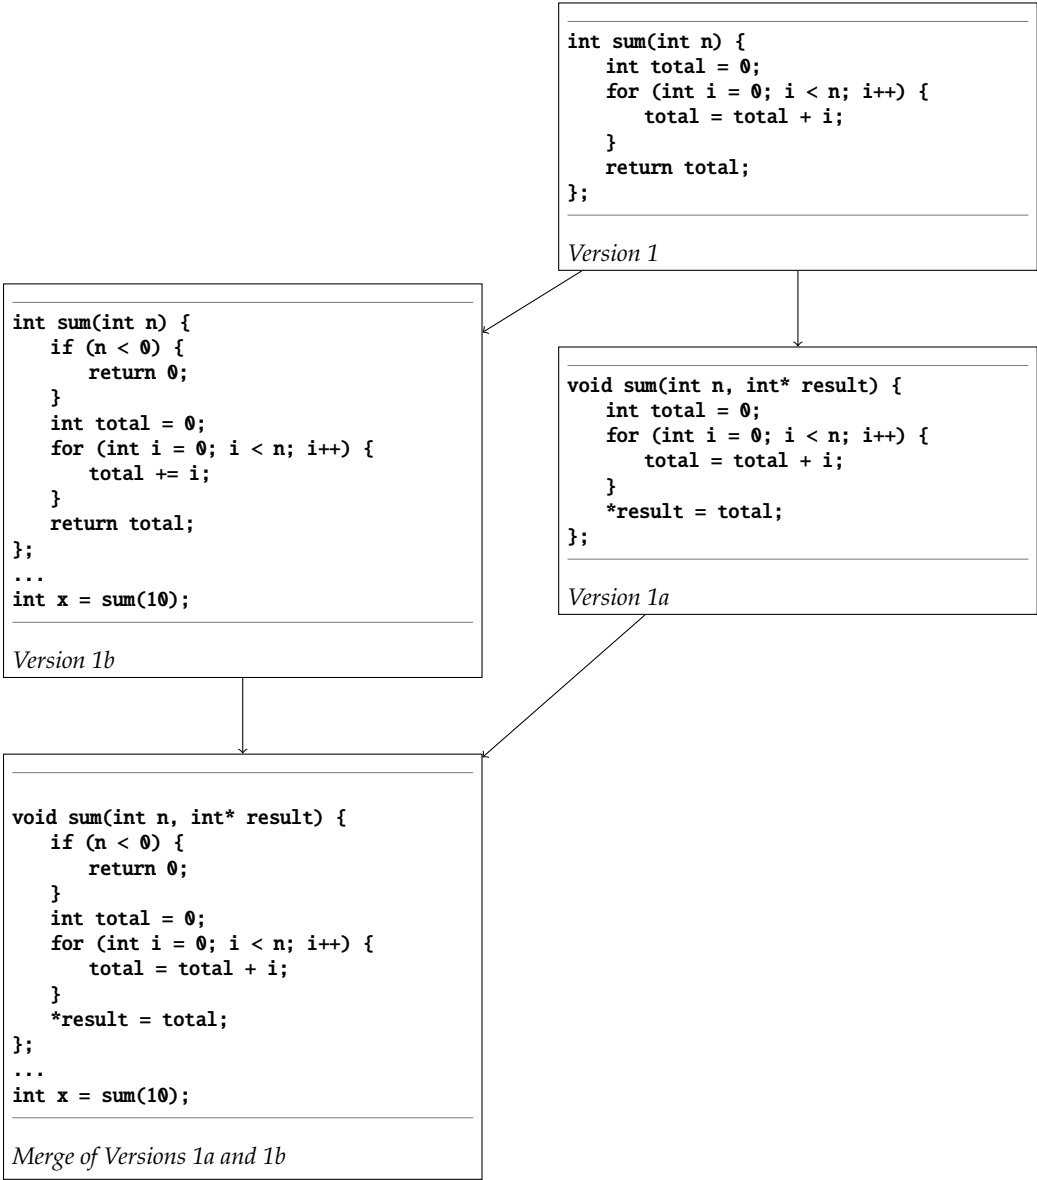 int sum(int n) {
    int total = 0;
    for (int i = 0; i < n; i++) {
        total = total + i;
    }
    return total;
};
Version 1
int sum(int n) {
    if (n < 0) {
        return 0;
    }
    int total = 0;
    for (int i = 0; i < n; i++) {
        total += i;
    }
    return total;
};
...
int x = sum(10);
Version 1b
void sum(int n, int* result) {
    int total = 0;
    for (int i = 0; i < n; i++) {
        total = total + i;
    }
    *result = total;
};
Version 1a
void sum(int n, int* result) {
    if (n < 0) {
        return 0;
    }
    int total = 0;
    for (int i = 0; i < n; i++) {
        total = total + i;
    }
    *result = total;
};
...
int x = sum(10);
Merge of Versions 1a and 1b